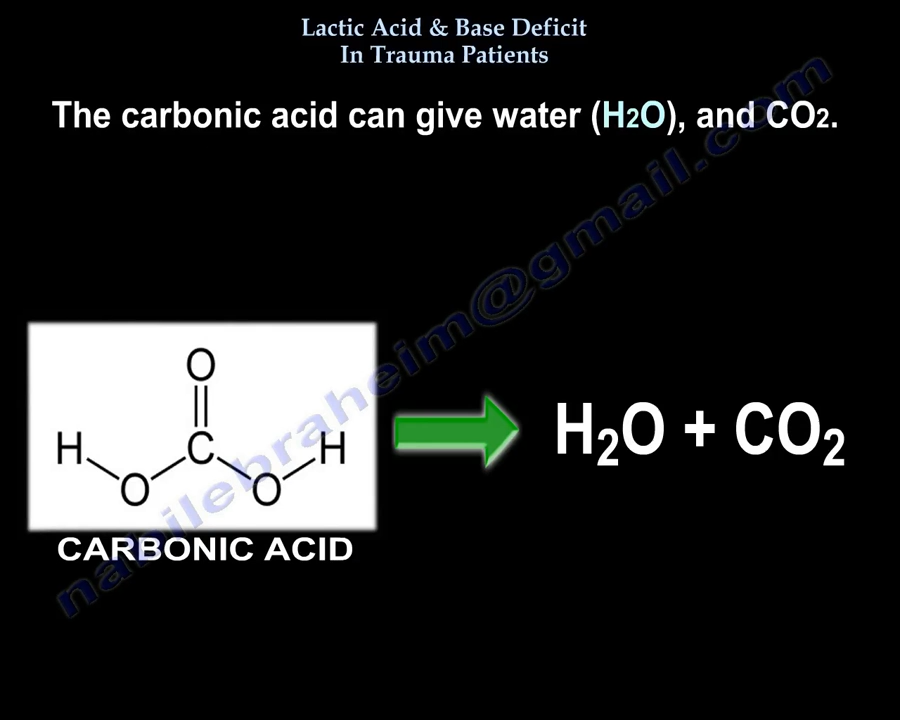 Lactic Acid & Base Deficit
In Trauma Patients
The carbonic acid can give water (H2O), and CO2.
O
C
H
H
O
O
H2O + CO2
CARBONIC ACID
nabilebraheim@gmail.com